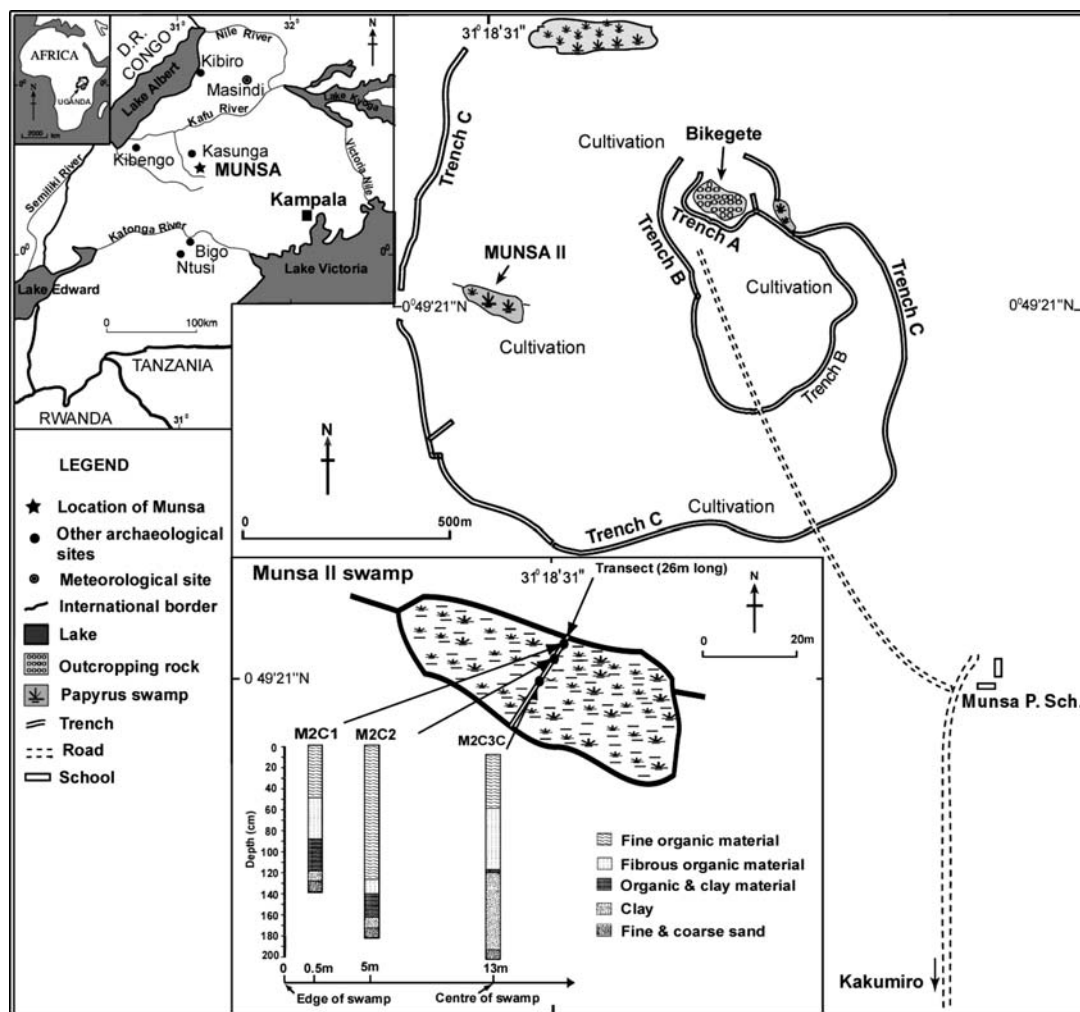 AFRICA
N
UGANDA
0°
0°
2000 km
31°
32
N
D.R.
CONGO
Nile River
Kibiro
Masindi
Lake Albert
Lake Kyoga
Kafu River
Kibengo
Kasunga
MUNSA
Victoria Nile
Semiliki River
Kampala
Katonga River
0°
0°
Bigo
Ntusi
Lake Victoria
Lake Edward
0
100km
TANZANIA
RWANDA
31°
LEGEND
Location of Munsa
Other archaeological
sites
Meteorological site
International border
Lake
Outcropping rock
Papyrus swamp
Trench
Road
School
31° 18'31"
Trench C
Cultivation
Bikegete
Trench A
Trench B
MUNSA II
Cultivation
Trench C
0°49'21"N
0°49'21"N
Cultivation
Trench B
N
Cultivation
0
500m
Trench C
Munsa P. Sch.
Kakumiro
Munsa II swamp
31° 18'31"
Transect (26m long)
N
0
20m
0 49'21"N
M2C1
M2C2
M2C3C
Depth (cm)
0
20
40
60
80
100
120
140
160
180
200
Fine organic material
Fibrous organic material
Organic & clay material
Clay
Fine & coarse sand
0
0.5m
5m
13m
Edge of swamp
Centre of swamp